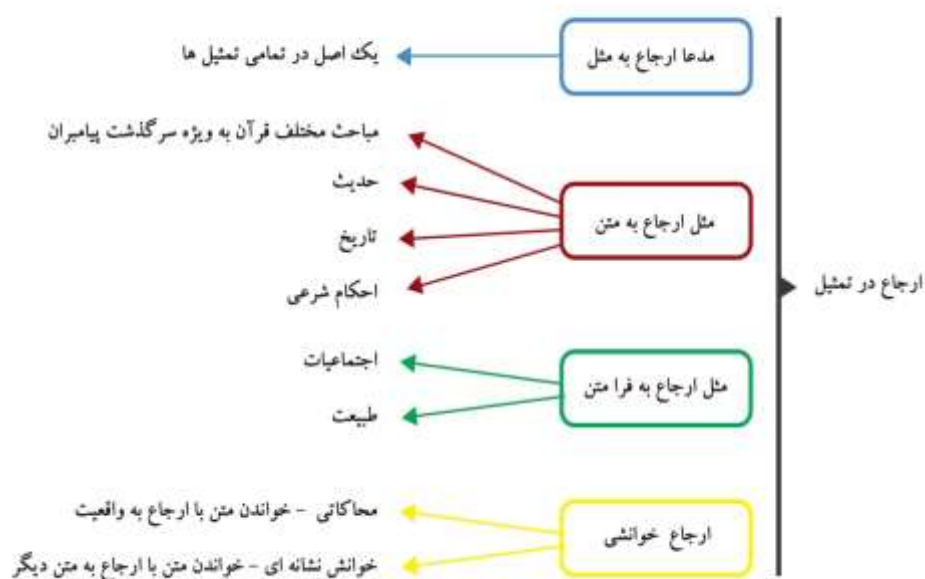 ارجاع در تمثیل
مدعا ارجاع به مثل
یک اصل در تمامی تمثیل ها
مثل ارجاع به متن
مباحث مختلف قرآن به ویژه سرگذشت پیامبران
حدیث
تاریخ
احکام شرعی
مثل ارجاع به فرا متن
اجتماعیات
طبیعت
ارجاع خوانشی
محاکاتی - خواندن متن با ارجاع به واقعیت
خوانش نشانه ای - خواندن متن با ارجاع به متن دیگر